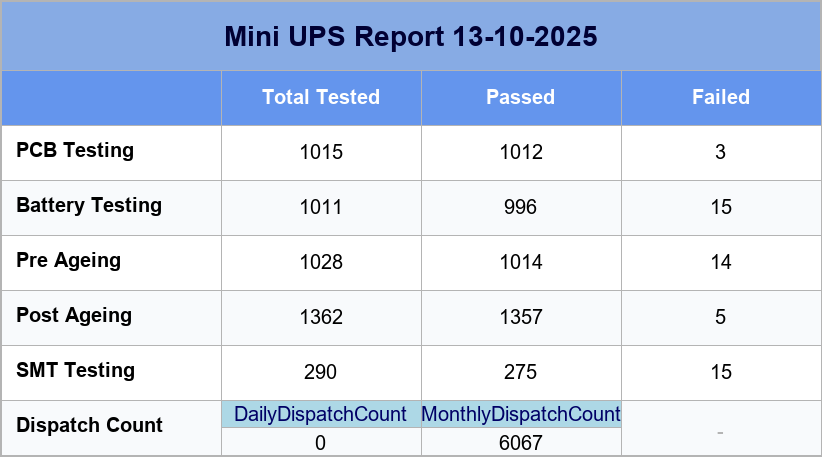 Mini UPS Report 13-10-2025
Total Tested Passed Failed
PCB Testing 1015 1012 3
Battery Testing 1011 996 15
Pre Ageing 1028 1014 14
Post Ageing 1362 1357 5
SMT Testing 290 275 15
Dispatch Count DailyDispatchCount MonthlyDispatchCount -
0 6067